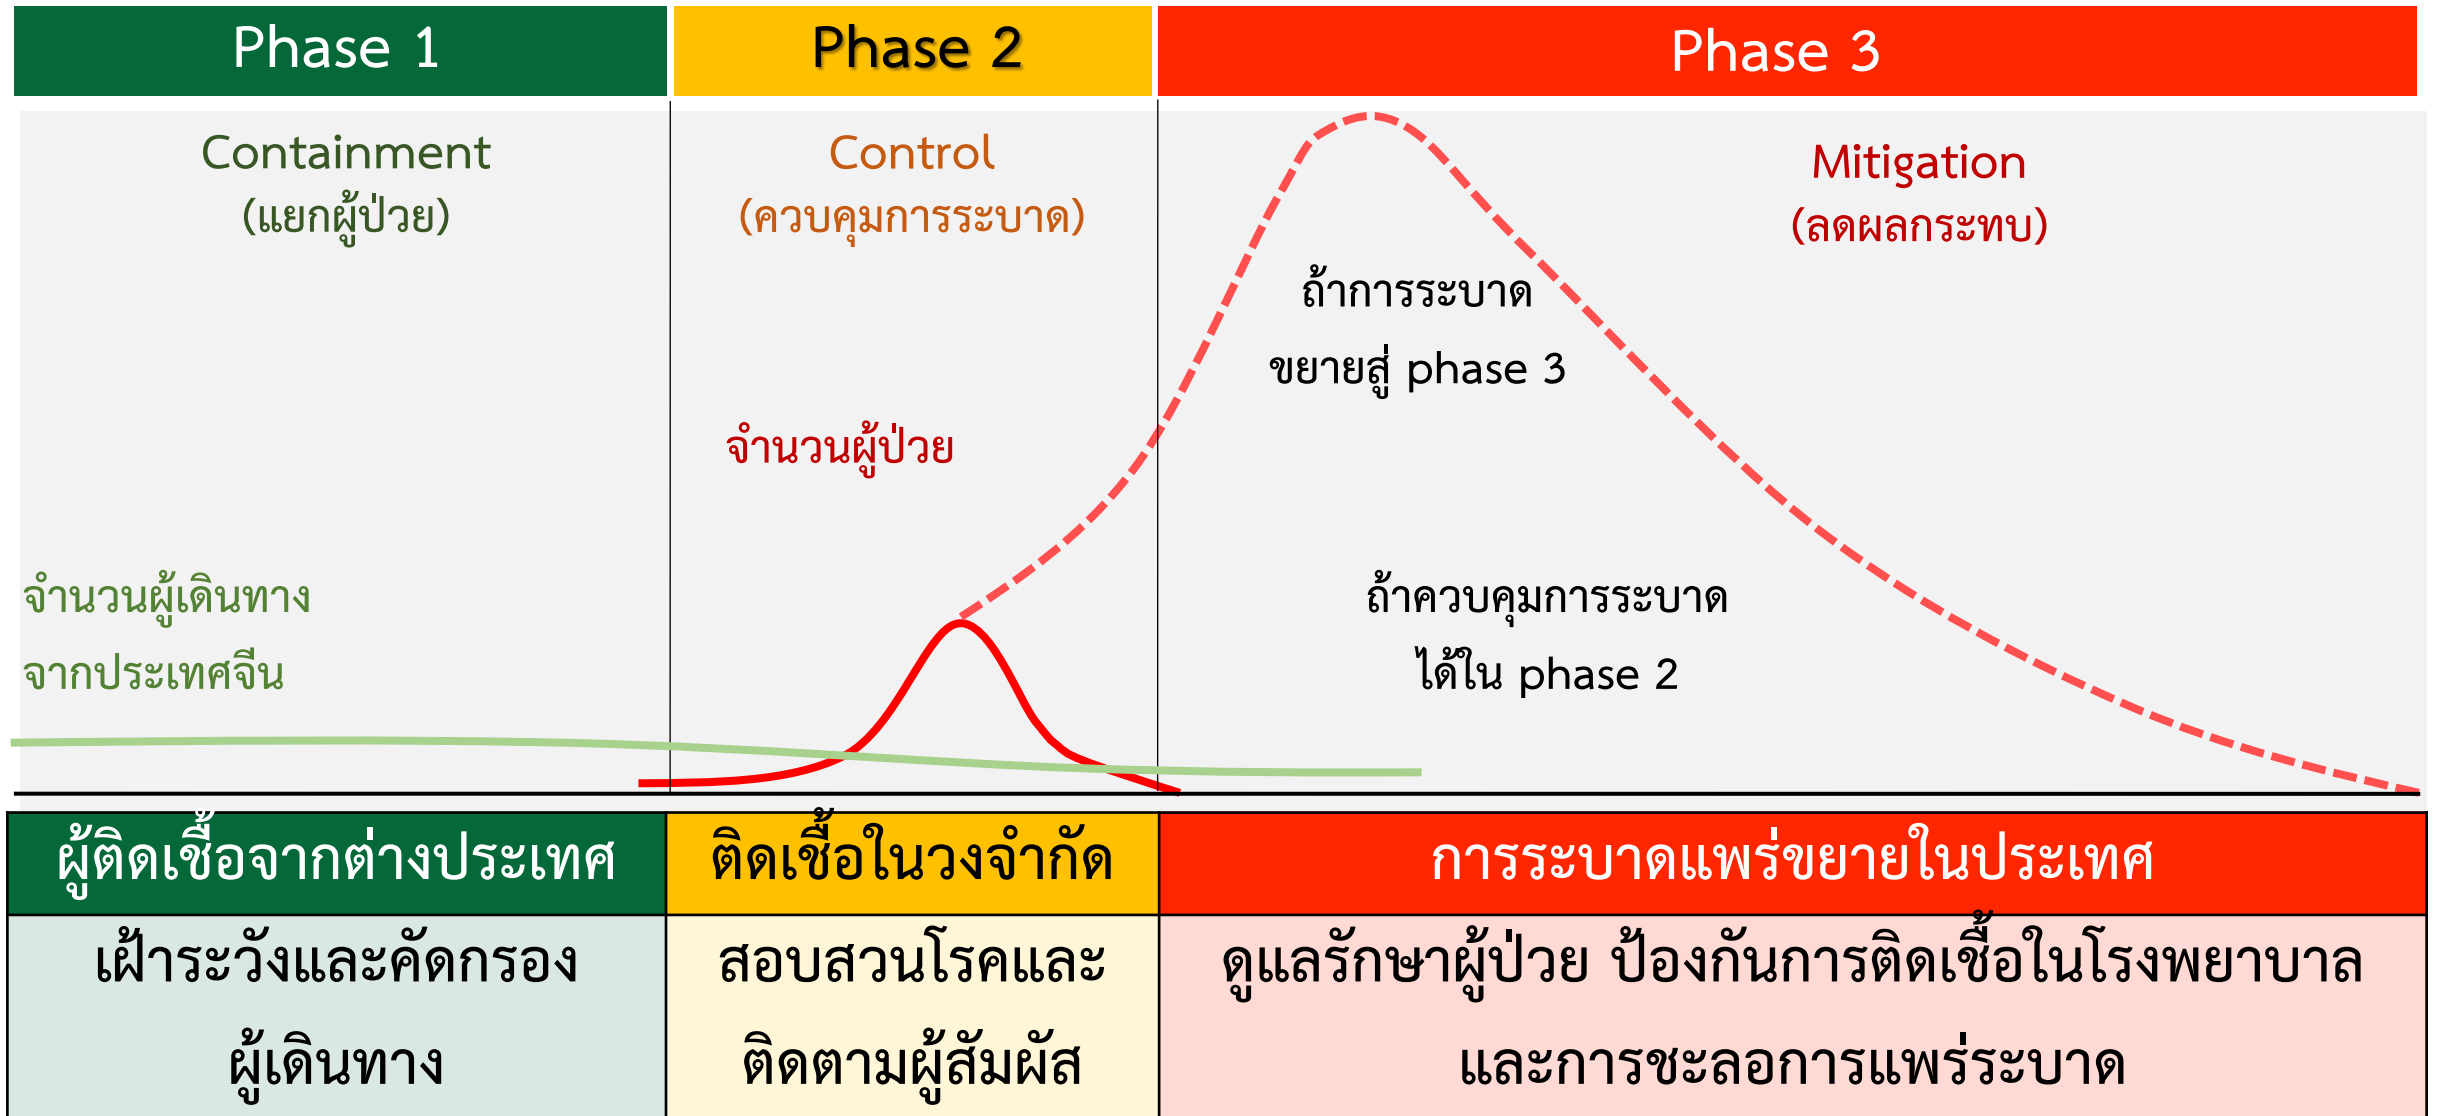 Phase 1
Phase 2
Phase 3
Containment
(แยกผู้ป่วย)
Control
(ควบคุมการระบาด)
Mitigation
(ลดผลกระทบ)
ถ้าการระบาด
ขยายสู่ phase 3
จำนวนผู้ป่วย
จำนวนผู้เดินทาง
จากประเทศจีน
ถ้าควบคุมการระบาด
ได้ใน phase 2
ผู้ติดเชื้อจากต่างประเทศ
ติดเชื้อในวงจำกัด
การระบาดแพร่ขยายในประเทศ
เฝ้าระวังและคัดกรอง
ผู้เดินทาง
สอบสวนโรคและ
ติดตามผู้สัมผัส
ดูแลรักษาผู้ป่วย ป้องกันการติดเชื้อในโรงพยาบาล
และการชะลอการแพร่ระบาด